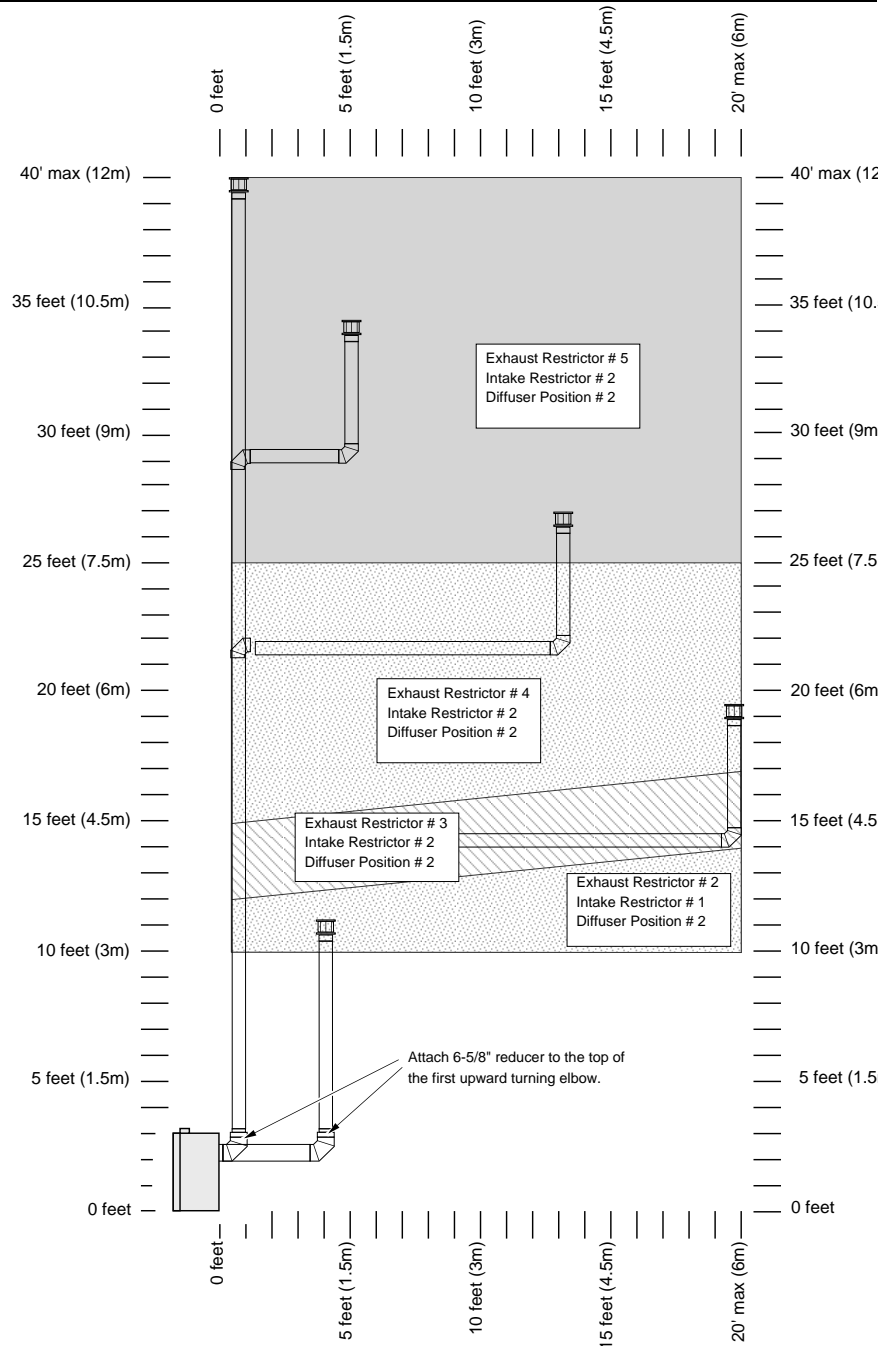 0 feet
5 feet (1.5m)
10 feet (3m)
15 feet (4.5m)
20' max (6m)
40' max (12m)
40' max (12
35 feet (10.5m)
35 feet (10.
Exhaust Restrictor # 5
Intake Restrictor # 2
Diffuser Position # 2
30 feet (9m)
30 feet (9m
25 feet (7.5m)
25 feet (7.5
20 feet (6m)
20 feet (6m
Exhaust Restrictor # 4
Intake Restrictor # 2
Diffuser Position # 2
15 feet (4.5m)
15 feet (4.5
Exhaust Restrictor # 3
Intake Restrictor # 2
Diffuser Position # 2
Exhaust Restrictor # 2
Intake Restrictor # 1
Diffuser Position # 2
10 feet (3m)
10 feet (3m
Attach 6-5/8" reducer to the top of
the first upward turning elbow.
5 feet (1.5m)
5 feet (1.5
0 feet
0 feet
0 feet
5 feet (1.5m)
10 feet (3m)
15 feet (4.5m)
20' max (6m)